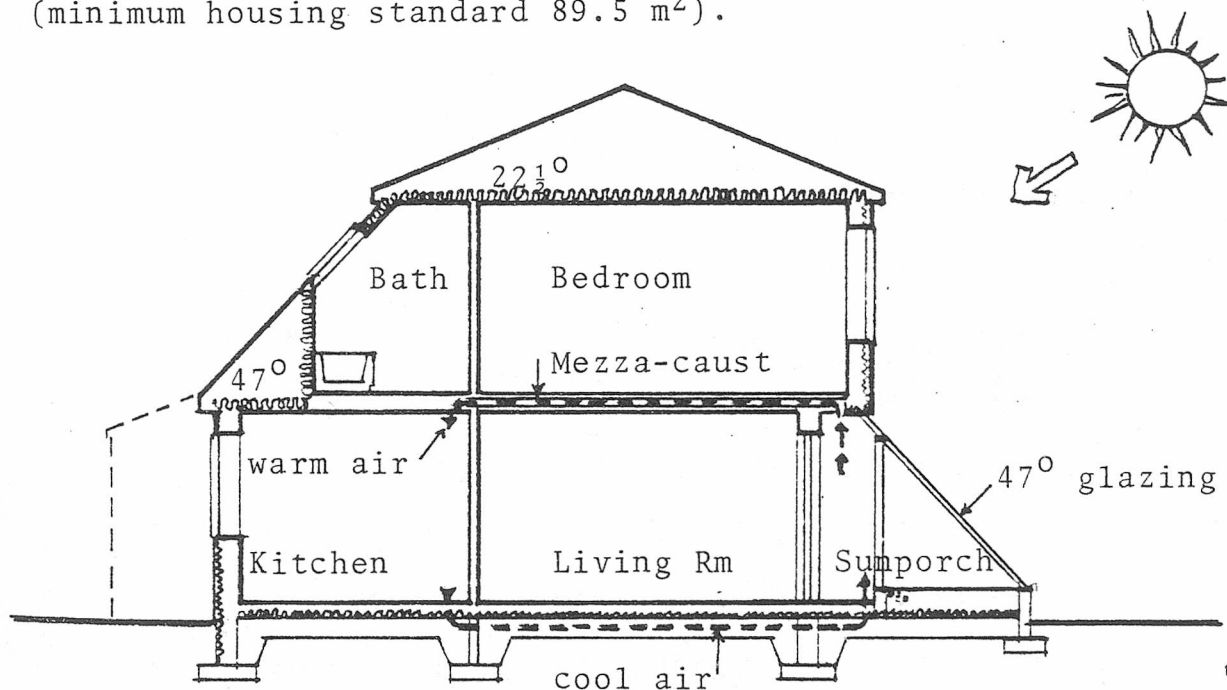 (minimum housing standard 89.5 m²).
22½°
Bath Bedroom
Mezza-caust
47°
warm air
47° glazing
Kitchen Living Rm Sunporch
cool air